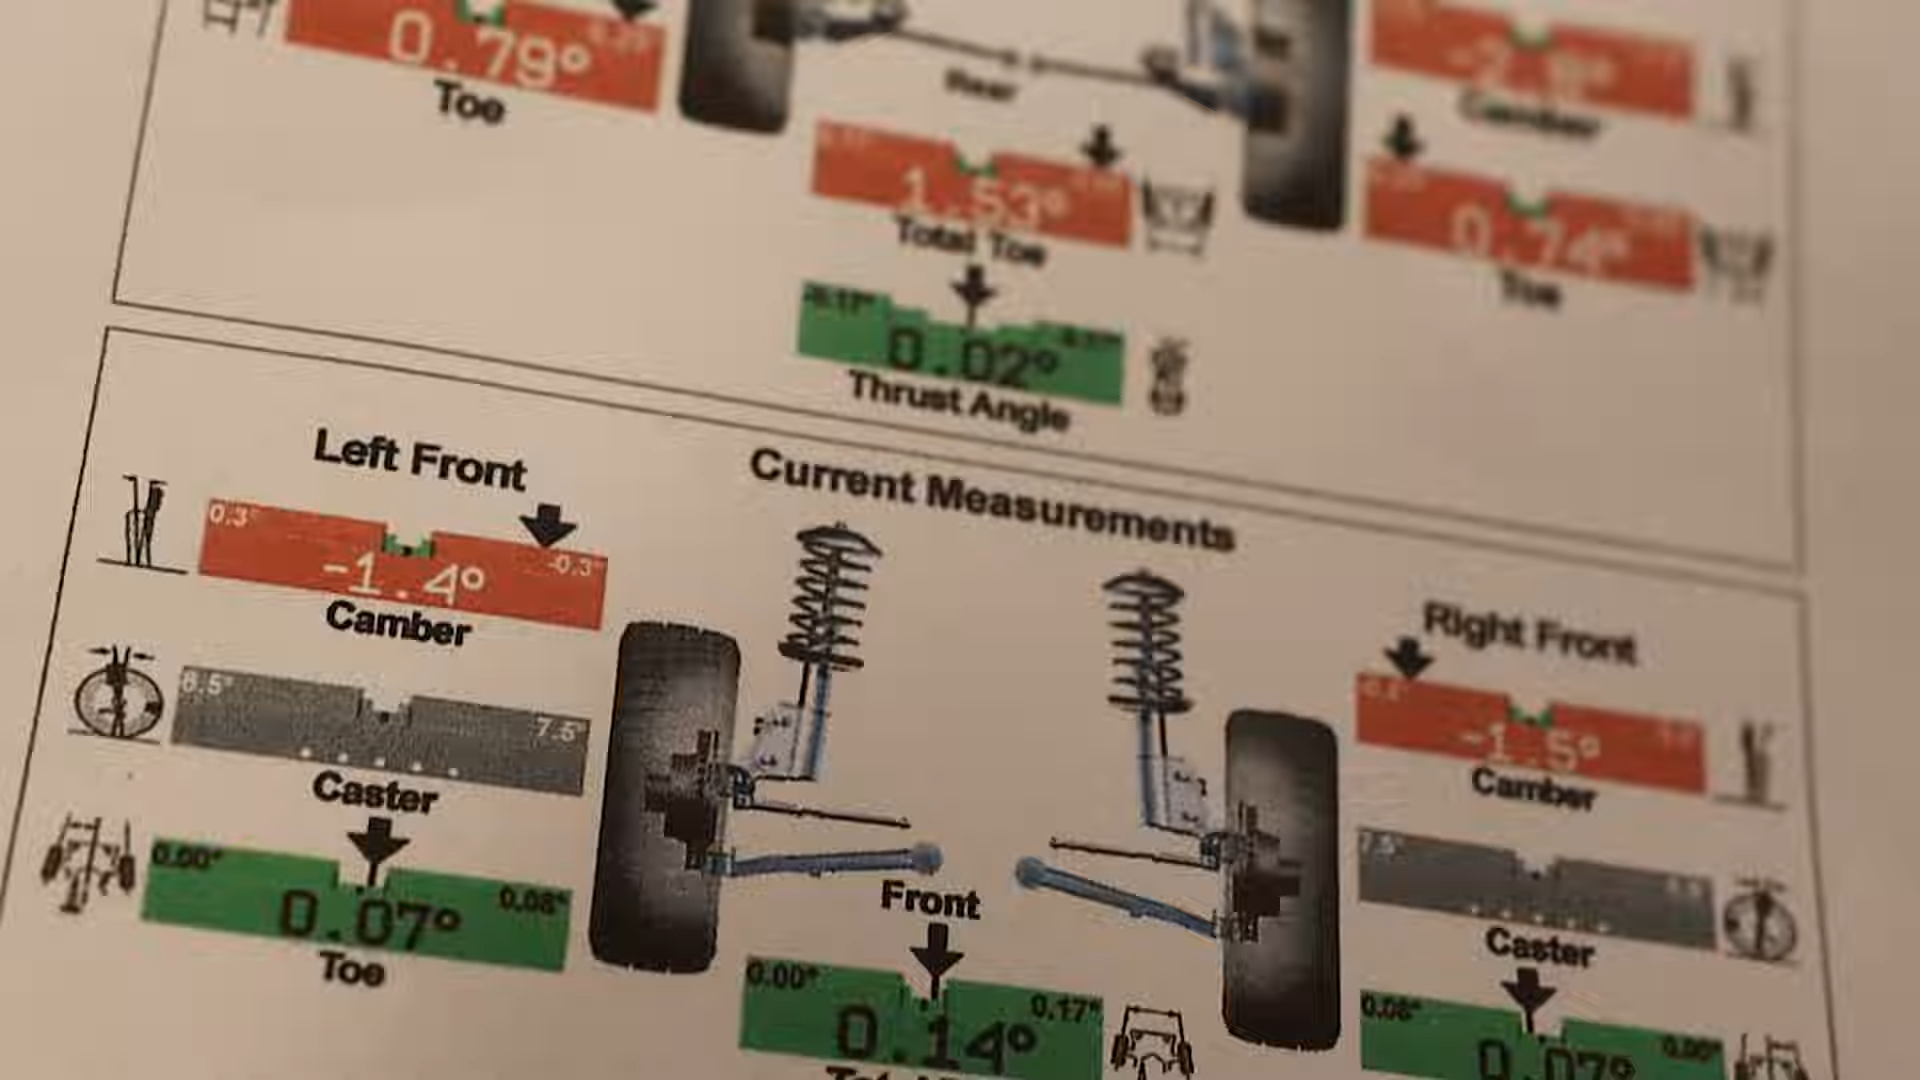 0.79°
Toe
Rear
Camber
1.53°
Total Toe
0.74°
Toe
0.02°
Thrust Angle
Left Front
Current Measurements
Right Front
0.3° -0.3°
-1.4°
Camber
-1.5°
Camber
7.5°
Caster
Caster
0.00° 0.08°
0.07°
Toe
Front
0.00° 0.17°
0.14°
0.08° 0.00°
0.07°